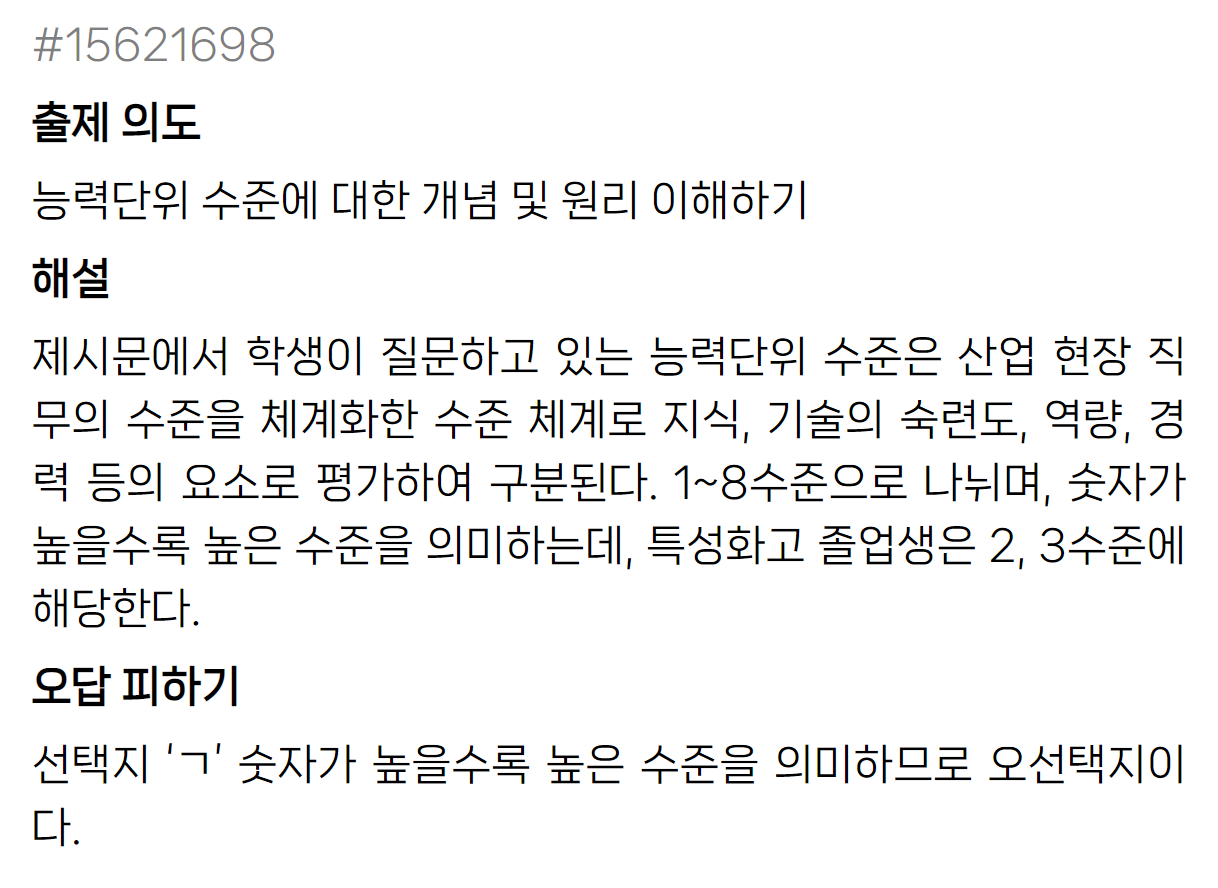 #15621698
출제 의도
능력단위 수준에 대한 개념 및 원리 이해하기
해설
제시문에서 학생이 질문하고 있는 능력단위 수준은 산업 현장 직
무의 수준을 체계화한 수준 체계로 지식, 기술의 숙련도, 역량, 경
력 등의 요소로 평가하여 구분된다. 1~8수준으로 나뉘며, 숫자가
높을수록 높은 수준을 의미하는데, 특성화고 졸업생은 2, 3수준에
해당한다.
오답 피하기
선택지 ‘ㄱ’ 숫자가 높을수록 높은 수준을 의미하므로 오선택지이
다.